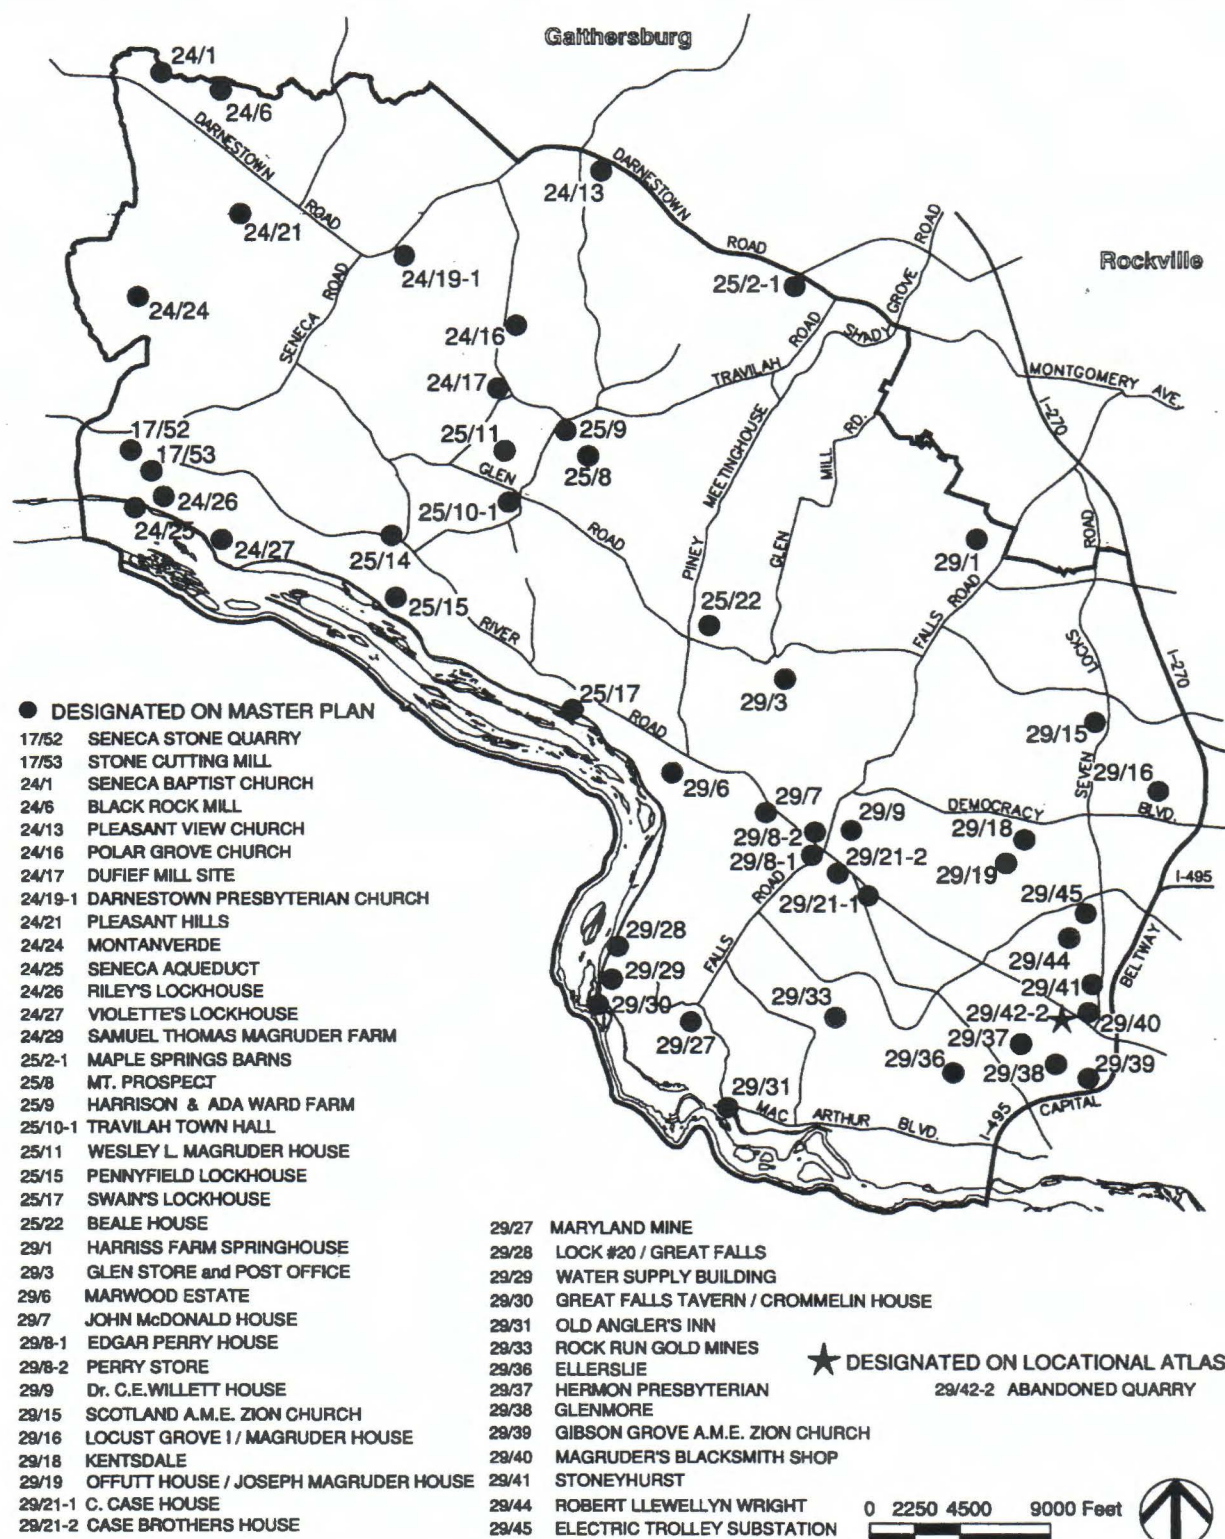 Gaithersburg
24/1
24/6
DARNESTOWN
ROAD
24/13
DARNESTOWN
ROAD
24/21
24/19-1
25/2-1
SHADY GROVE ROAD
Rockville
24/24
SENECA ROAD
24/16
TRAVILAH ROAD
24/17
MONTGOMERY AVE.
I-270
17/52
17/53
25/11
25/9
25/8
PINEY MEETINGHOUSE
GLEN MILL RD.
24/26
24/25
24/27
GLEN
ROAD
25/10-1
25/14
25/15
29/1
FALLS ROAD
SEVEN LOCKS ROAD
25/22
RIVER
ROAD
25/17
29/3
I-270
29/15
29/16
29/6
29/7
29/9
DEMOCRACY BLVD.
29/8-2
29/8-1
29/21-2
29/18
29/19
I-495
29/21-1
29/45
FALLS ROAD
29/28
29/44
BELTWAY
29/29
29/41
29/30
29/33
29/42-2
29/40
29/27
29/37
29/36
29/38
29/39
29/31
MAC ARTHUR BLVD.
I-495
CAPITAL
● DESIGNATED ON MASTER PLAN
17/52 SENECA STONE QUARRY
17/53 STONE CUTTING MILL
24/1 SENECA BAPTIST CHURCH
24/6 BLACK ROCK MILL
24/13 PLEASANT VIEW CHURCH
24/16 POLAR GROVE CHURCH
24/17 DUFIEF MILL SITE
24/19-1 DARNESTOWN PRESBYTERIAN CHURCH
24/21 PLEASANT HILLS
24/24 MONTANVERDE
24/25 SENECA AQUEDUCT
24/26 RILEY'S LOCKHOUSE
24/27 VIOLETTE'S LOCKHOUSE
24/29 SAMUEL THOMAS MAGRUDER FARM
25/2-1 MAPLE SPRINGS BARNS
25/8 MT. PROSPECT
25/9 HARRISON & ADA WARD FARM
25/10-1 TRAVILAH TOWN HALL
25/11 WESLEY L. MAGRUDER HOUSE
25/15 PENNYFIELD LOCKHOUSE
25/17 SWAIN'S LOCKHOUSE
25/22 BEALE HOUSE
29/1 HARRISS FARM SPRINGHOUSE
29/3 GLEN STORE and POST OFFICE
29/6 MARWOOD ESTATE
29/7 JOHN McDONALD HOUSE
29/8-1 EDGAR PERRY HOUSE
29/8-2 PERRY STORE
29/9 Dr. C.E.WILLETT HOUSE
29/15 SCOTLAND A.M.E. ZION CHURCH
29/16 LOCUST GROVE I / MAGRUDER HOUSE
29/18 KENTSDALE
29/19 OFFUTT HOUSE / JOSEPH MAGRUDER HOUSE
29/21-1 C. CASE HOUSE
29/21-2 CASE BROTHERS HOUSE
29/27 MARYLAND MINE
29/28 LOCK #20 / GREAT FALLS
29/29 WATER SUPPLY BUILDING
29/30 GREAT FALLS TAVERN / CROMMELIN HOUSE
29/31 OLD ANGLER'S INN
29/33 ROCK RUN GOLD MINES
29/36 ELLERSLIE
29/37 HERMON PRESBYTERIAN
29/38 GLENMORE
29/39 GIBSON GROVE A.M.E. ZION CHURCH
29/40 MAGRUDER'S BLACKSMITH SHOP
29/41 STONEYHURST
29/44 ROBERT LLEWELLYN WRIGHT
29/45 ELECTRIC TROLLEY SUBSTATION
★ DESIGNATED ON LOCATIONAL ATLAS
29/42-2 ABANDONED QUARRY
0 2250 4500 9000 Feet